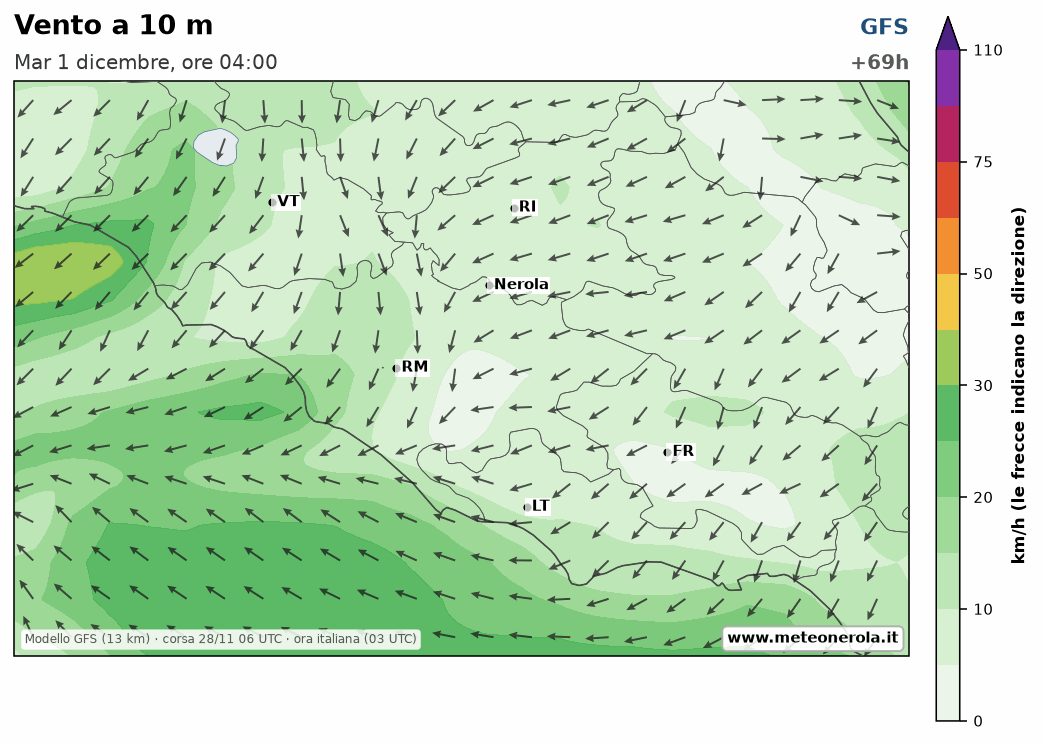 Vento a 10 m
GFS
Mar 1 dicembre, ore 04:00
+69h
VT
RI
Nerola
RM
FR
LT
Modello GFS (13 km) · corsa 28/11 06 UTC · ora italiana (03 UTC)
www.meteonerola.it
110
75
50
30
20
10
0
km/h (le frecce indicano la direzione)